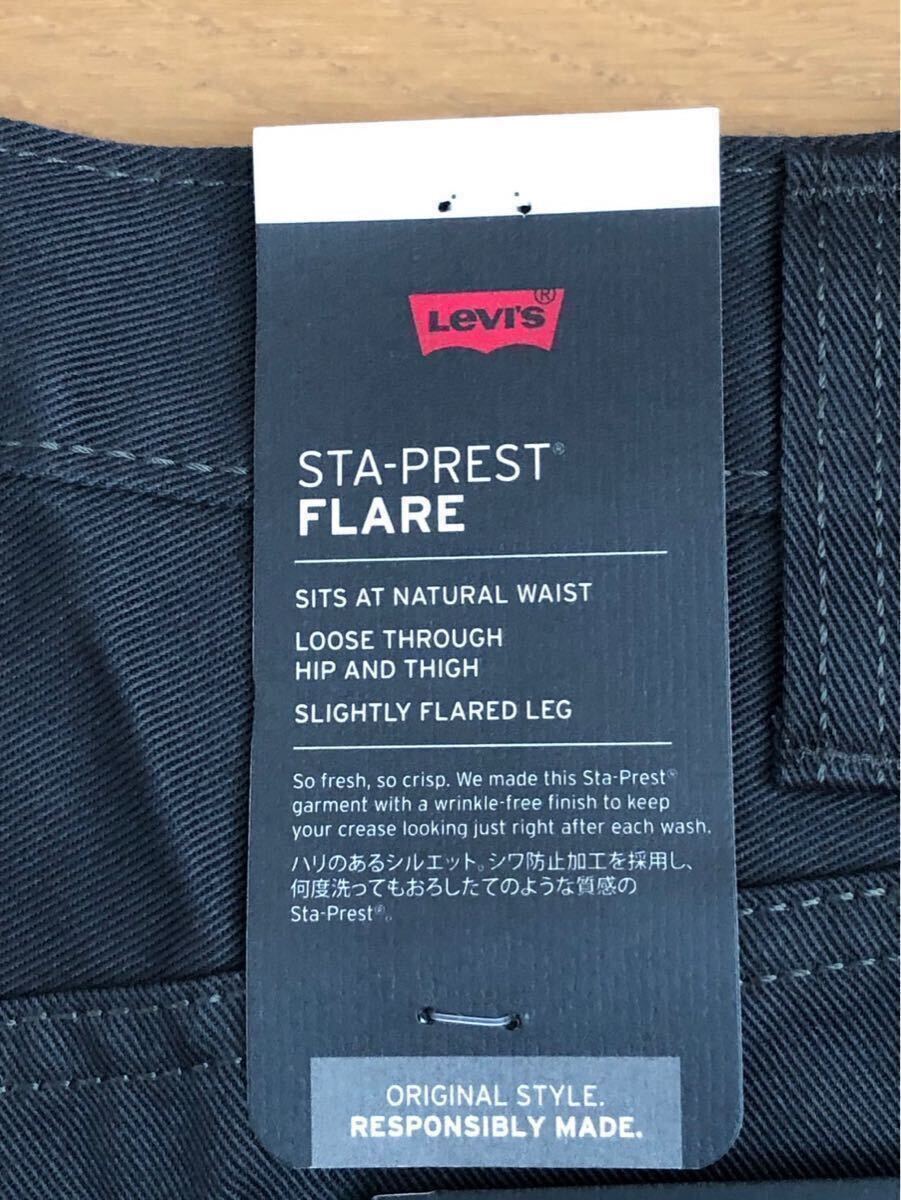 Levi's®
STA-PREST®
FLARE
SITS AT NATURAL WAIST
LOOSE THROUGH
HIP AND THIGH
SLIGHTLY FLARED LEG
So fresh, so crisp. We made this Sta-Prest®
garment with a wrinkle-free finish to keep
your crease looking just right after each wash.
ハリのあるシルエット。シワ防止加工を採用し、
何度洗ってもおろしたてのような質感の
Sta-Prest®。
ORIGINAL STYLE.
RESPONSIBLY MADE.